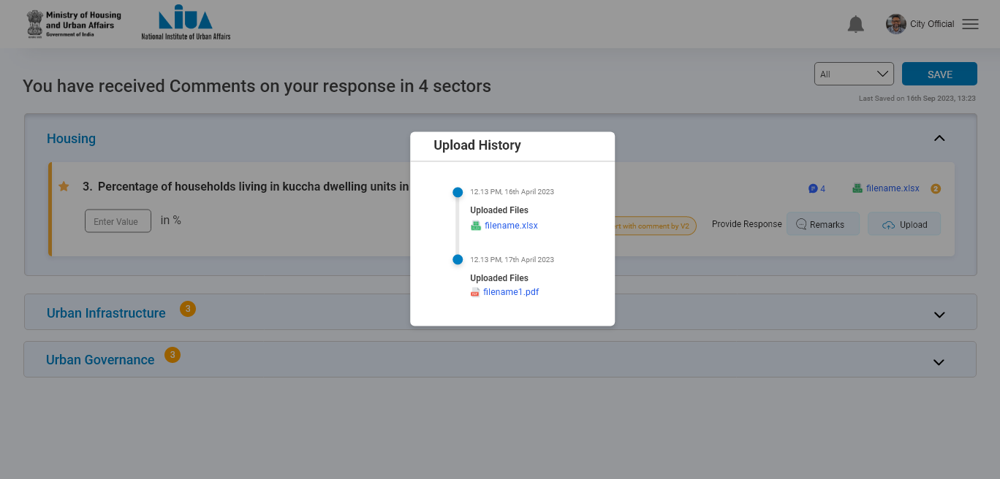 Ministry of Housing
and Urban Affairs
Government of India
NIUA
National Institute of Urban Affairs
City Official
You have received Comments on your response in 4 sectors
All
SAVE
Last Saved on 16th Sep 2023, 13:23
Housing
3. Percentage of households living in kuccha dwelling units in
4
filename.xlsx
2
Enter Value
in %
rt with comment by V2
Provide Response
Remarks
Upload
Upload History
12.13 PM, 16th April 2023
Uploaded Files
filename.xlsx
12.13 PM, 17th April 2023
Uploaded Files
PDF
filename1.pdf
Urban Infrastructure
3
Urban Governance
3